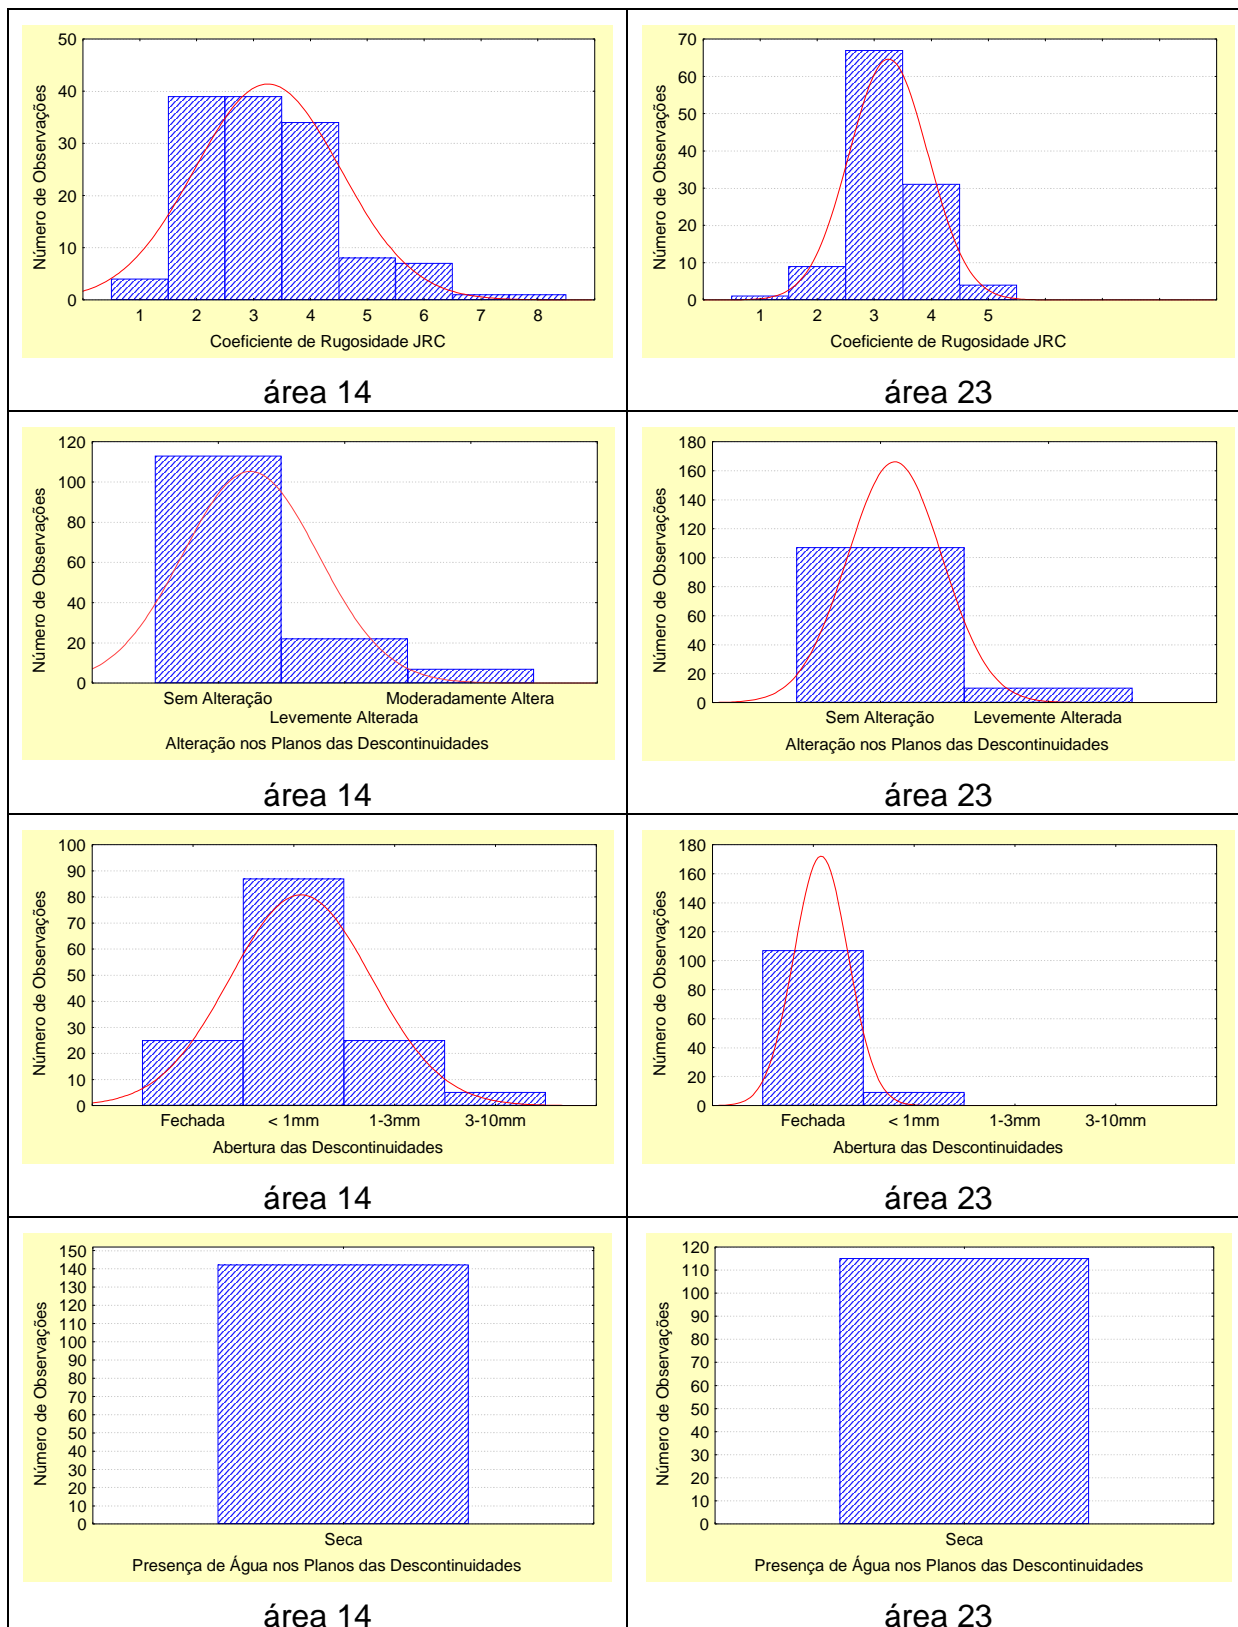 50
40
30
20
10
0
Número de Observações
1 2 3 4 5 6 7 8
Coeficiente de Rugosidade JRC
área 14
70
60
50
40
30
20
10
0
Número de Observações
1 2 3 4 5
Coeficiente de Rugosidade JRC
área 23
120
100
80
60
40
20
0
Número de Observações
Sem Alteração Moderadamente Altera
Levemente Alterada
Alteração nos Planos das Descontinuidades
área 14
180
160
140
120
100
80
60
40
20
0
Número de Observações
Sem Alteração Levemente Alterada
Alteração nos Planos das Descontinuidades
área 23
100
90
80
70
60
50
40
30
20
10
0
Número de Observações
Fechada < 1mm 1-3mm 3-10mm
Abertura das Descontinuidades
área 14
180
160
140
120
100
80
60
40
20
0
Número de Observações
Fechada < 1mm 1-3mm 3-10mm
Abertura das Descontinuidades
área 23
150
140
130
120
110
100
90
80
70
60
50
40
30
20
10
0
Número de Observações
Seca
Presença de Água nos Planos das Descontinuidades
área 14
120
110
100
90
80
70
60
50
40
30
20
10
0
Número de Observações
Seca
Presença de Água nos Planos das Descontinuidades
área 23